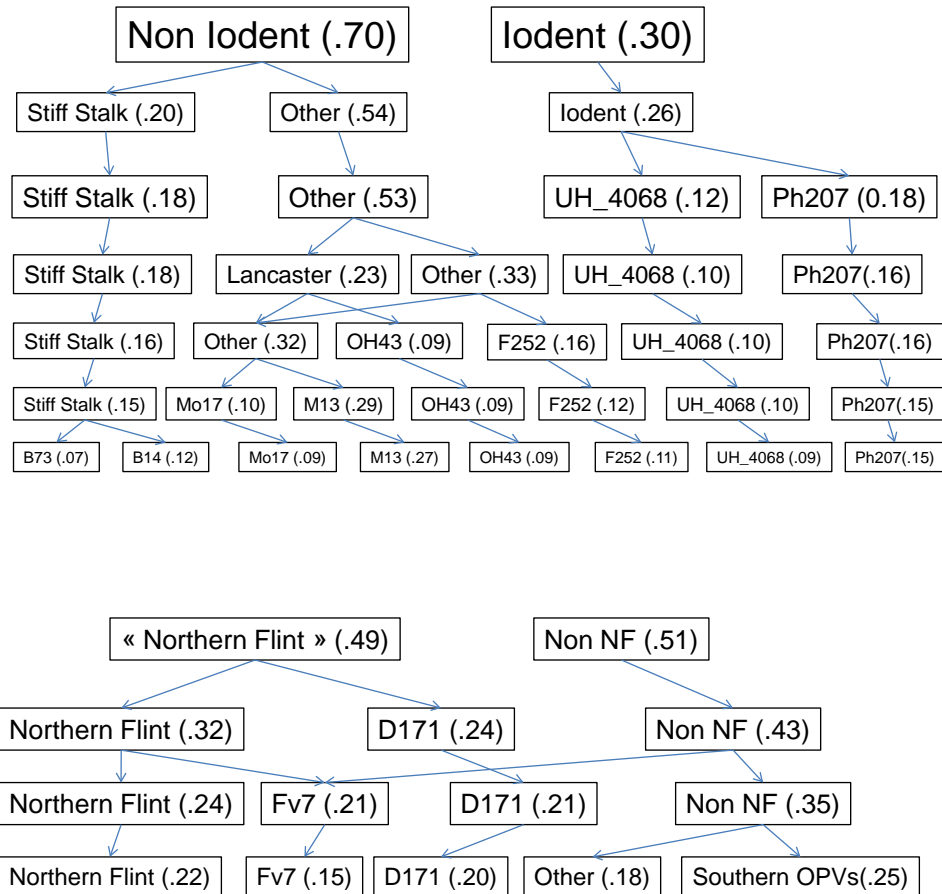 Non Iodent (.70) Iodent (.30)
Stiff Stalk (.20) Other (.54) Iodent (.26)
Stiff Stalk (.18) Other (.53) UH_4068 (.12) Ph207 (0.18)
Stiff Stalk (.18) Lancaster (.23) Other (.33) UH_4068 (.10) Ph207(.16)
Stiff Stalk (.16) Other (.32) OH43 (.09) F252 (.16) UH_4068 (.10) Ph207(.16)
Stiff Stalk (.15) Mo17 (.10) M13 (.29) OH43 (.09) F252 (.12) UH_4068 (.10) Ph207(.15)
B73 (.07) B14 (.12) Mo17 (.09) M13 (.27) OH43 (.09) F252 (.11) UH_4068 (.09) Ph207(.15)
« Northern Flint » (.49) Non NF (.51)
Northern Flint (.32) D171 (.24) Non NF (.43)
Northern Flint (.24) Fv7 (.21) D171 (.21) Non NF (.35)
Northern Flint (.22) Fv7 (.15) D171 (.20) Other (.18) Southern OPVs(.25)